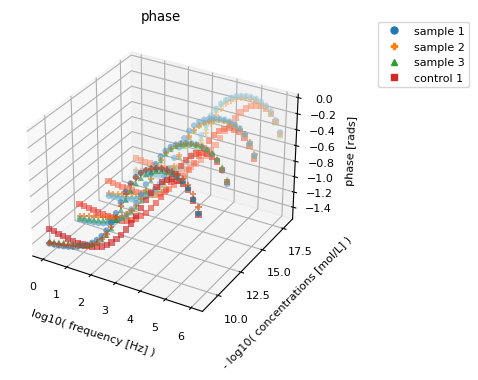 phase
sample 1
sample 2
sample 3
control 1
0.0
−0.2
−0.4
−0.6
−0.8
−1.0
−1.2
−1.4
phase [rads]
17.5
15.0
12.5
10.0
- log10( concentrations [mol/L] )
0
1
2
3
4
5
6
log10( frequency [Hz] )